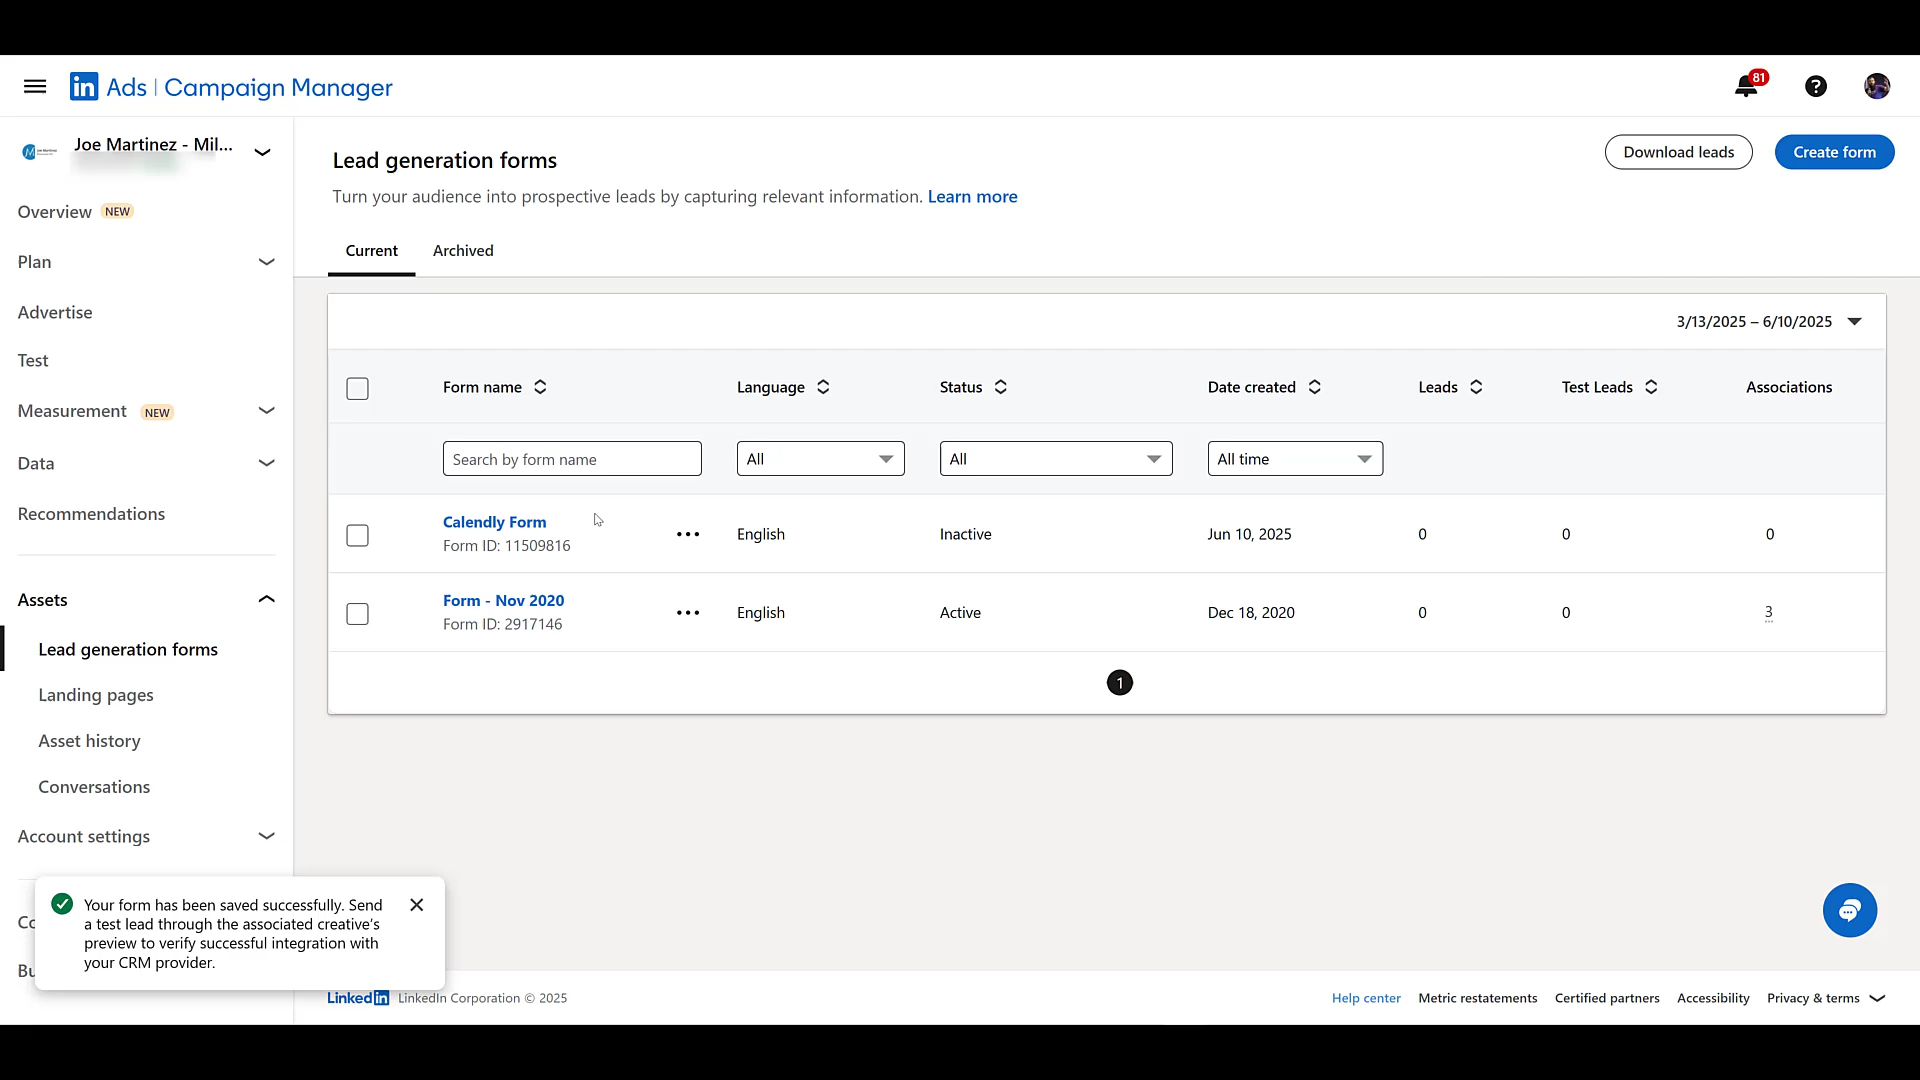 in Ads | Campaign Manager
81
?
Joe Martinez - Mil...
Overview NEW
Plan
Advertise
Test
Measurement NEW
Data
Recommendations
Assets
Lead generation forms
Landing pages
Asset history
Conversations
Account settings
Co
Bu
Your form has been saved successfully. Send
a test lead through the associated creative's
preview to verify successful integration with
your CRM provider.
Lead generation forms
Turn your audience into prospective leads by capturing relevant information. Learn more
Download leads
Create form
Current
Archived
3/13/2025 – 6/10/2025
Form name
Language
Status
Date created
Leads
Test Leads
Associations
Search by form name
All
All
All time
Calendly Form
Form ID: 11509816
English
Inactive
Jun 10, 2025
0
0
0
Form - Nov 2020
Form ID: 2917146
English
Active
Dec 18, 2020
0
0
3
1
LinkedIn LinkedIn Corporation © 2025
Help center
Metric restatements
Certified partners
Accessibility
Privacy & terms